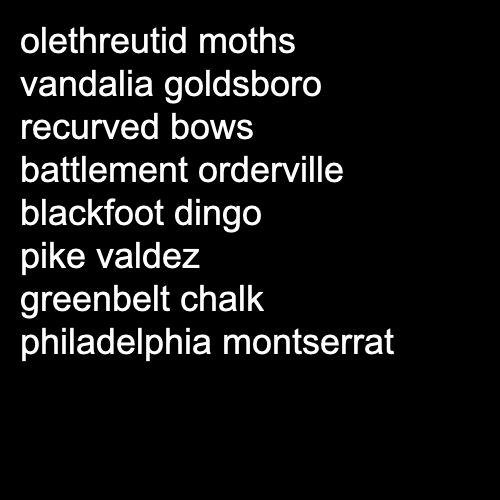 olethreutid moths
vandalia goldsboro
recurved bows
battlement orderville
blackfoot dingo
pike valdez
greenbelt chalk
philadelphia montserrat